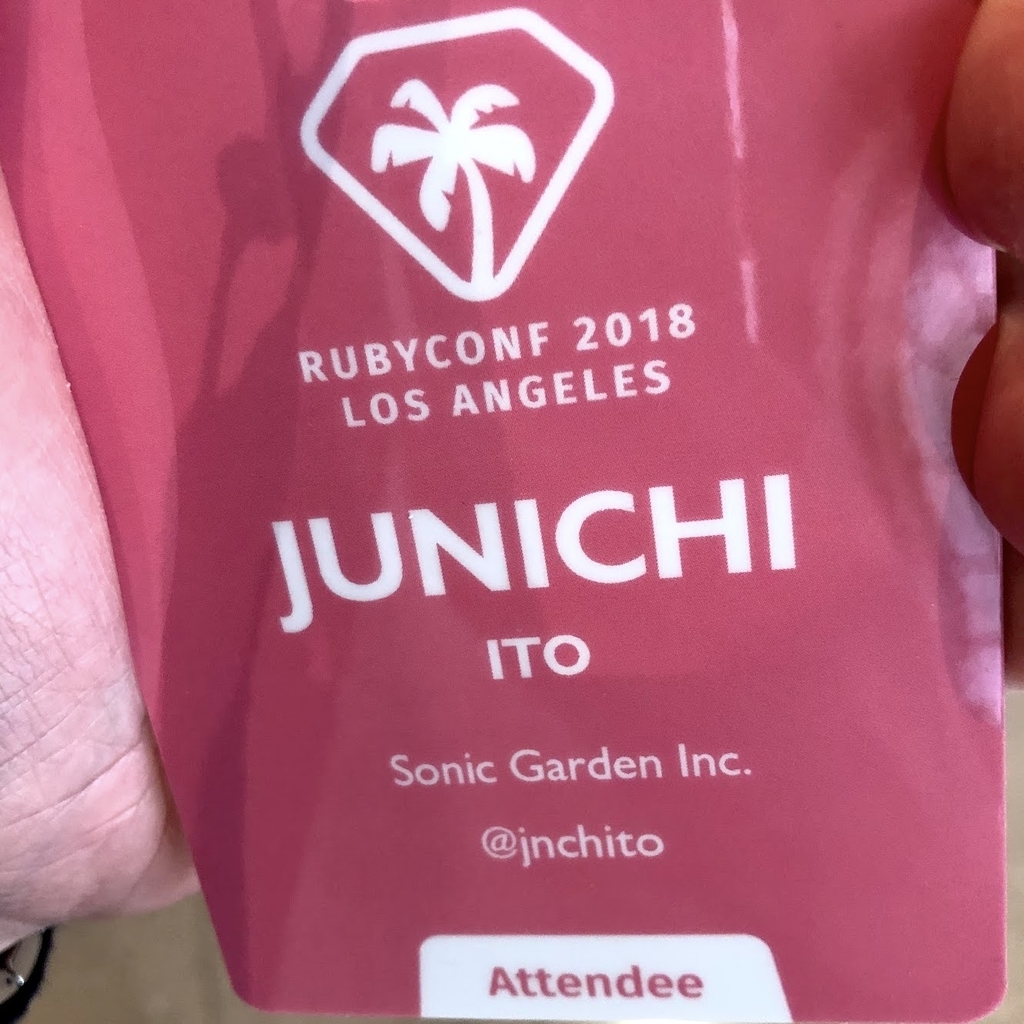 RUBYCONF 2018
LOS ANGELES
JUNICHI
ITO
Sonic Garden Inc.
@jnchito
Attendee